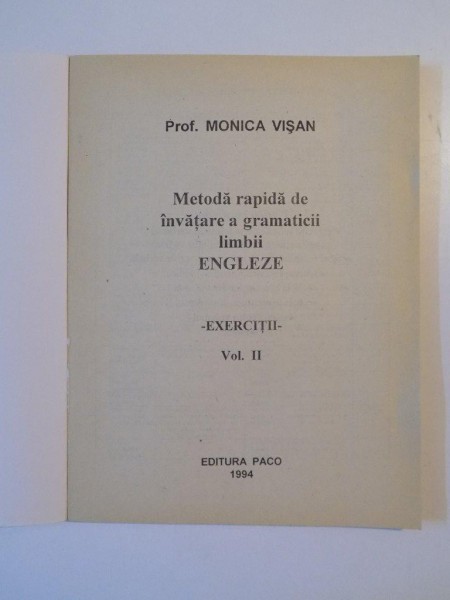 Prof. MONICA VIŞAN
Metodă rapidă de
învăţare a gramaticii
limbii
ENGLEZE
-EXERCIŢII-
Vol. II
EDITURA PACO
1994